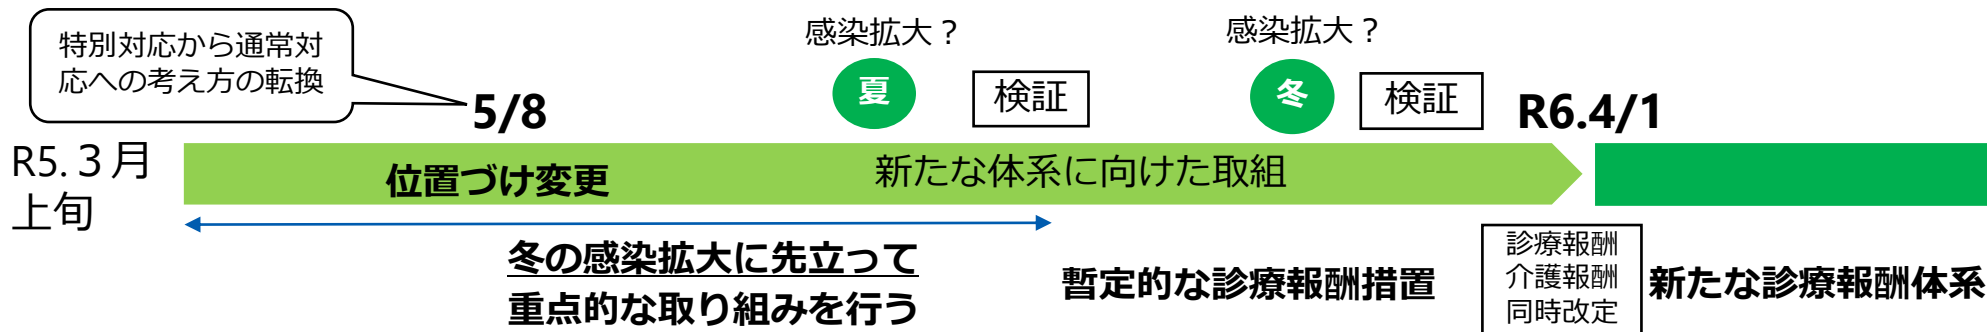 特別対応から通常対
応への考え方の転換
5/8
感染拡大？
夏
検証
感染拡大？
冬
検証
R6.4/1
R5.３月
上旬
位置づけ変更
新たな体系に向けた取組
冬の感染拡大に先立って
重点的な取り組みを行う
暫定的な診療報酬措置
診療報酬
介護報酬
同時改定
新たな診療報酬体系